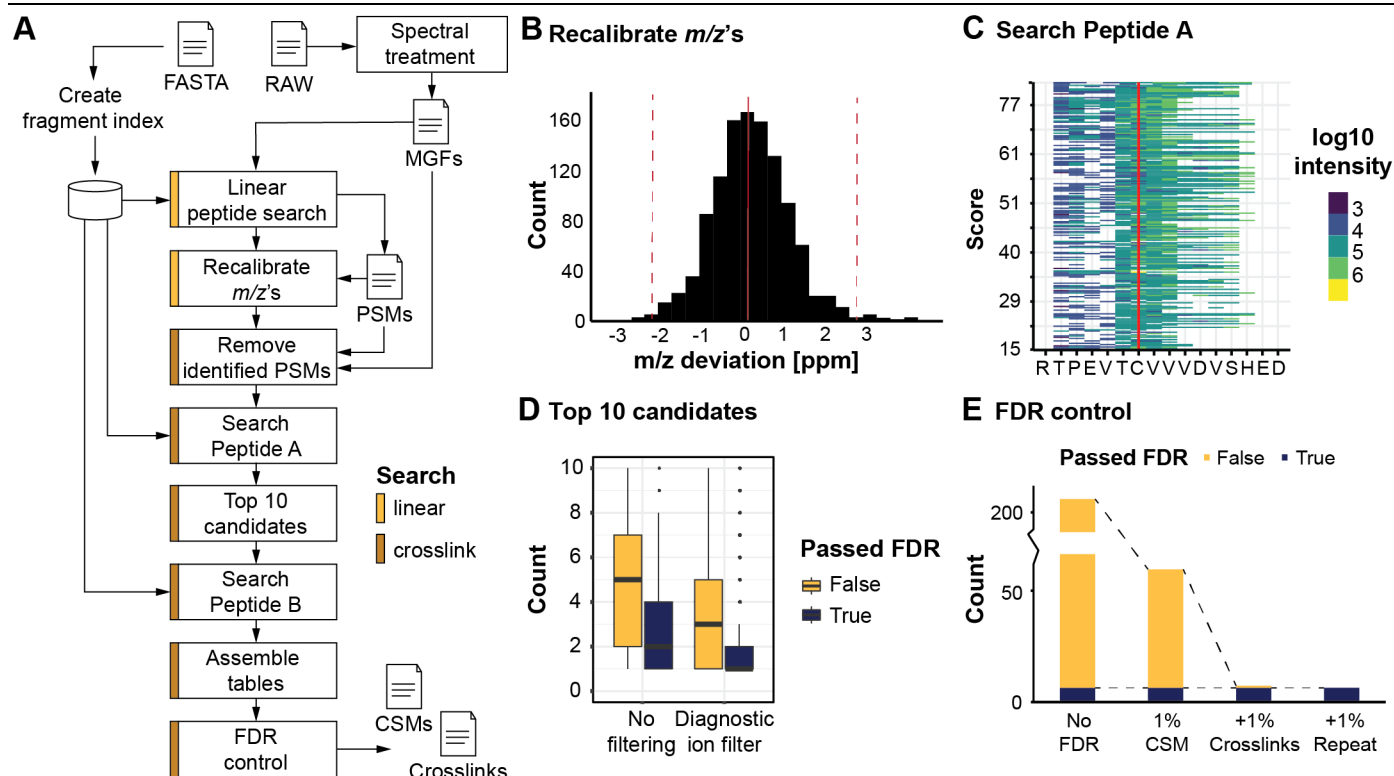 A
FASTA
RAW
Spectral
treatment
Create
fragment index
MGFs
Linear
peptide search
Recalibrate
m/z's
PSMs
Remove
identified PSMs
Search
Peptide A
Top 10
candidates
Search
Peptide B
Assemble
tables
FDR
control
CSMs
Crosslinks
Search
linear
crosslink
B Recalibrate m/z's
Count
160
120
80
40
0
-3 -2 -1 0 1 2 3
m/z deviation [ppm]
C Search Peptide A
Score
77
61
51
40
29
15
R T P E V T C V V V D V S H E D
log10
intensity
3
4
5
6
D Top 10 candidates
Count
10
8
6
4
2
0
No
filtering
Diagnostic
ion filter
Passed FDR
False
True
E FDR control
Passed FDR False True
Count
200
50
0
No
FDR
1%
CSM
+1%
Crosslinks
+1%
Repeat